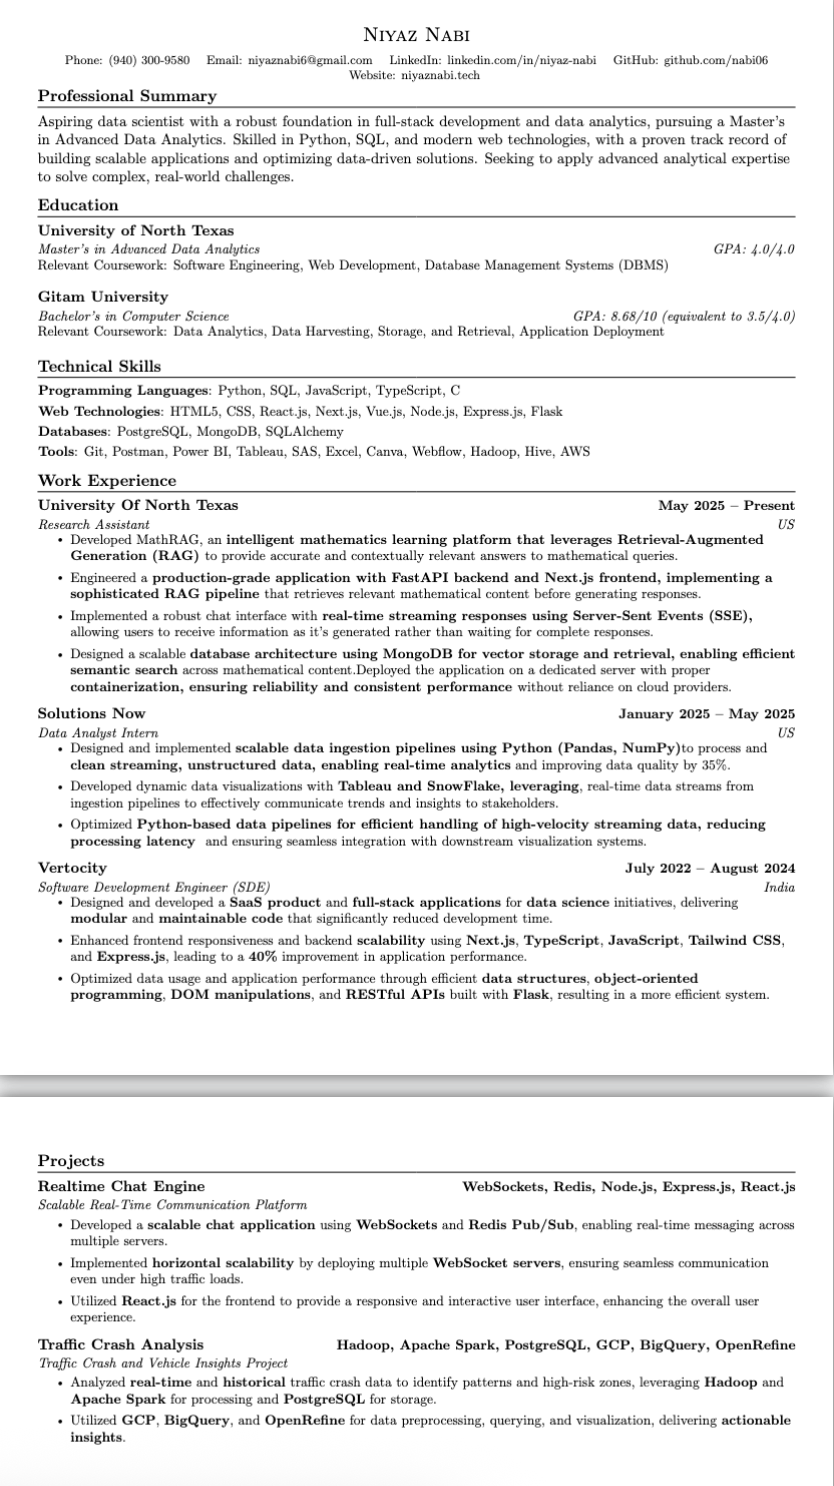 Niyaz Nabi
Phone: (940) 300-9580 Email: niyaznabi6@gmail.com LinkedIn: linkedin.com/in/niyaz-nabi GitHub: github.com/nabi06
Website: niyaznabi.tech
Professional Summary
Aspiring data scientist with a robust foundation in full-stack development and data analytics, pursuing a Master's
in Advanced Data Analytics. Skilled in Python, SQL, and modern web technologies, with a proven track record of
building scalable applications and optimizing data-driven solutions. Seeking to apply advanced analytical expertise
to solve complex, real-world challenges.
Education
University of North Texas
Master's in Advanced Data Analytics GPA: 4.0/4.0
Relevant Coursework: Software Engineering, Web Development, Database Management Systems (DBMS)
Gitam University
Bachelor's in Computer Science GPA: 8.68/10 (equivalent to 3.5/4.0)
Relevant Coursework: Data Analytics, Data Harvesting, Storage, and Retrieval, Application Deployment
Technical Skills
Programming Languages: Python, SQL, JavaScript, TypeScript, C
Web Technologies: HTML5, CSS, React.js, Next.js, Vue.js, Node.js, Express.js, Flask
Databases: PostgreSQL, MongoDB, SQLAlchemy
Tools: Git, Postman, Power BI, Tableau, SAS, Excel, Canva, Webflow, Hadoop, Hive, AWS
Work Experience
University Of North Texas May 2025 – Present
Research Assistant US
• Developed MathRAG, an intelligent mathematics learning platform that leverages Retrieval-Augmented
Generation (RAG) to provide accurate and contextually relevant answers to mathematical queries.
• Engineered a production-grade application with FastAPI backend and Next.js frontend, implementing a
sophisticated RAG pipeline that retrieves relevant mathematical content before generating responses.
• Implemented a robust chat interface with real-time streaming responses using Server-Sent Events (SSE),
allowing users to receive information as it's generated rather than waiting for complete responses.
• Designed a scalable database architecture using MongoDB for vector storage and retrieval, enabling efficient
semantic search across mathematical content.Deployed the application on a dedicated server with proper
containerization, ensuring reliability and consistent performance without reliance on cloud providers.
Solutions Now January 2025 – May 2025
Data Analyst Intern US
• Designed and implemented scalable data ingestion pipelines using Python (Pandas, NumPy)to process and
clean streaming, unstructured data, enabling real-time analytics and improving data quality by 35%.
• Developed dynamic data visualizations with Tableau and SnowFlake, leveraging, real-time data streams from
ingestion pipelines to effectively communicate trends and insights to stakeholders.
• Optimized Python-based data pipelines for efficient handling of high-velocity streaming data, reducing
processing latency and ensuring seamless integration with downstream visualization systems.
Vertocity July 2022 – August 2024
Software Development Engineer (SDE) India
• Designed and developed a SaaS product and full-stack applications for data science initiatives, delivering
modular and maintainable code that significantly reduced development time.
• Enhanced frontend responsiveness and backend scalability using Next.js, TypeScript, JavaScript, Tailwind CSS,
and Express.js, leading to a 40% improvement in application performance.
• Optimized data usage and application performance through efficient data structures, object-oriented
programming, DOM manipulations, and RESTful APIs built with Flask, resulting in a more efficient system.
Projects
Realtime Chat Engine WebSockets, Redis, Node.js, Express.js, React.js
Scalable Real-Time Communication Platform
• Developed a scalable chat application using WebSockets and Redis Pub/Sub, enabling real-time messaging across
multiple servers.
• Implemented horizontal scalability by deploying multiple WebSocket servers, ensuring seamless communication
even under high traffic loads.
• Utilized React.js for the frontend to provide a responsive and interactive user interface, enhancing the overall user
experience.
Traffic Crash Analysis Hadoop, Apache Spark, PostgreSQL, GCP, BigQuery, OpenRefine
Traffic Crash and Vehicle Insights Project
• Analyzed real-time and historical traffic crash data to identify patterns and high-risk zones, leveraging Hadoop and
Apache Spark for processing and PostgreSQL for storage.
• Utilized GCP, BigQuery, and OpenRefine for data preprocessing, querying, and visualization, delivering actionable
insights.